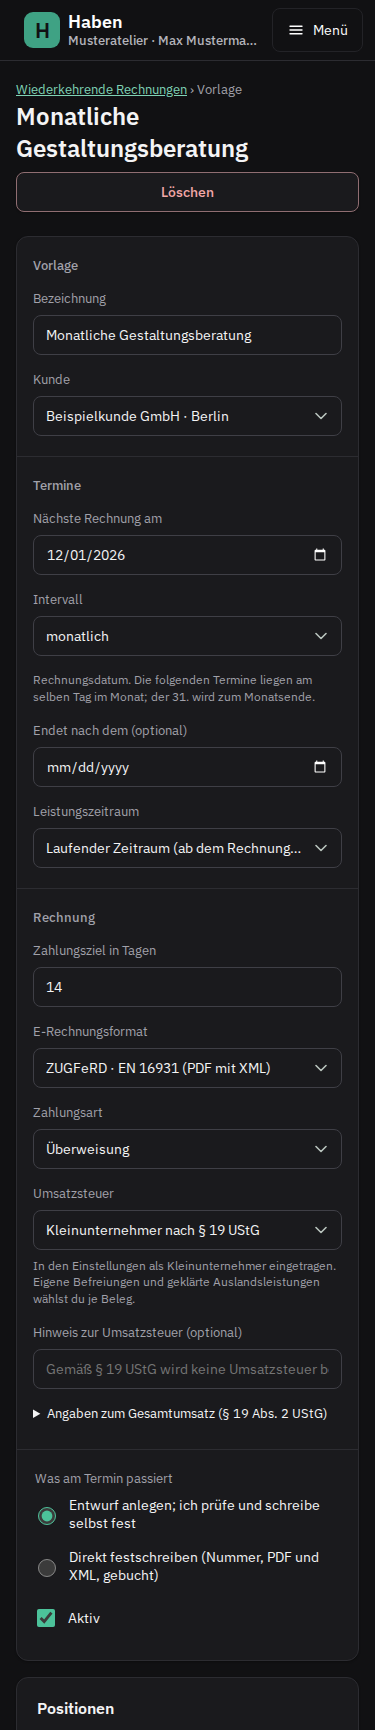 H
Haben
Musteratelier · Max Musterma...
Menü
Wiederkehrende Rechnungen › Vorlage
Monatliche
Gestaltungsberatung
Löschen
Vorlage
Bezeichnung
Monatliche Gestaltungsberatung
Kunde
Beispielkunde GmbH · Berlin
Termine
Nächste Rechnung am
12/01/2026
Intervall
monatlich
Rechnungsdatum. Die folgenden Termine liegen am
selben Tag im Monat; der 31. wird zum Monatsende.
Endet nach dem (optional)
mm/dd/yyyy
Leistungszeitraum
Laufender Zeitraum (ab dem Rechnung...
Rechnung
Zahlungsziel in Tagen
14
E-Rechnungsformat
ZUGFeRD · EN 16931 (PDF mit XML)
Zahlungsart
Überweisung
Umsatzsteuer
Kleinunternehmer nach § 19 UStG
In den Einstellungen als Kleinunternehmer eingetragen.
Eigene Befreiungen und geklärte Auslandsleistungen
wählst du je Beleg.
Hinweis zur Umsatzsteuer (optional)
Gemäß § 19 UStG wird keine Umsatzsteuer b
Angaben zum Gesamtumsatz (§ 19 Abs. 2 UStG)
Was am Termin passiert
Entwurf anlegen; ich prüfe und schreibe
selbst fest
Direkt festschreiben (Nummer, PDF und
XML, gebucht)
Aktiv
Positionen